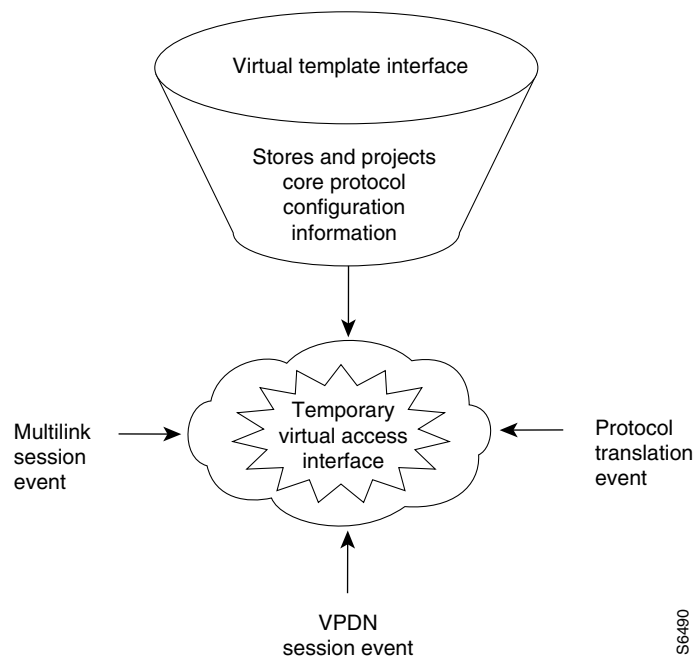 Virtual template interface
Stores and projects
core protocol
configuration
information
Temporary
virtual access
interface
Multilink
session
event
Protocol
translation
event
VPDN
session event
S6490